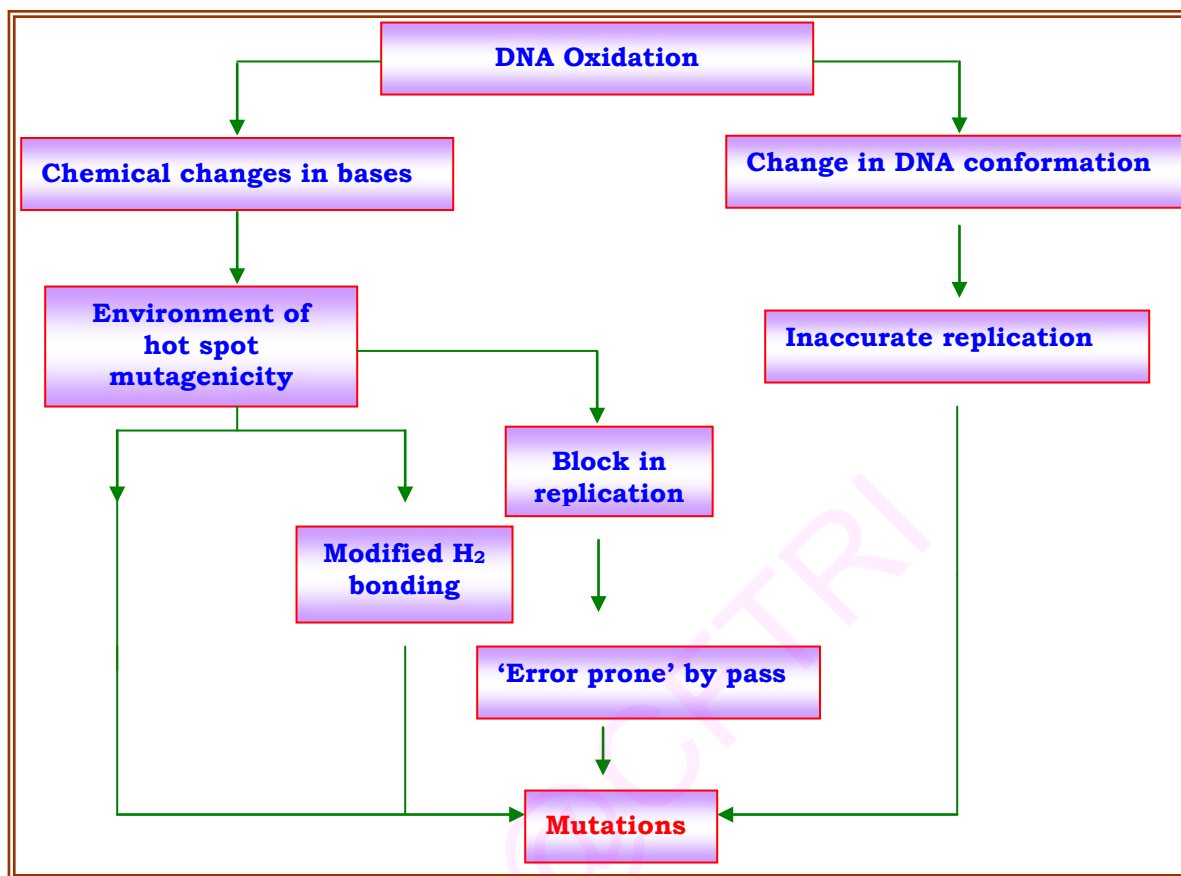 DNA Oxidation
Chemical changes in bases
Change in DNA conformation
Environment of
hot spot
mutagenicity
Inaccurate replication
Block in
replication
Modified H₂
bonding
‘Error prone’ by pass
Mutations
@CFTRI